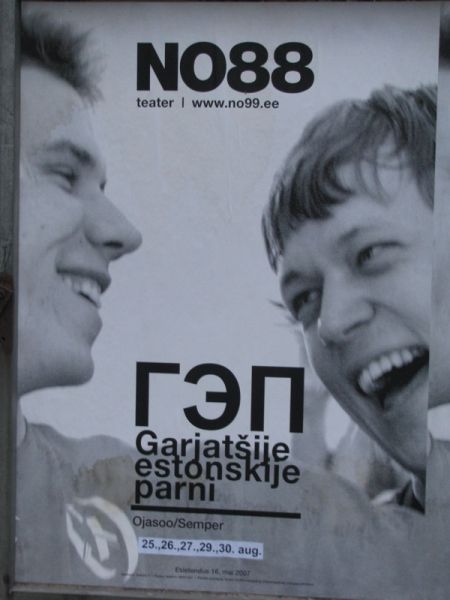 NO88
teater | www.no99.ee
ГЭП
Garjatšije
estonskije
parni
Ojasoo/Semper
25.,26.,27.,29.,30. aug.
Esietendus 16. mai 2007